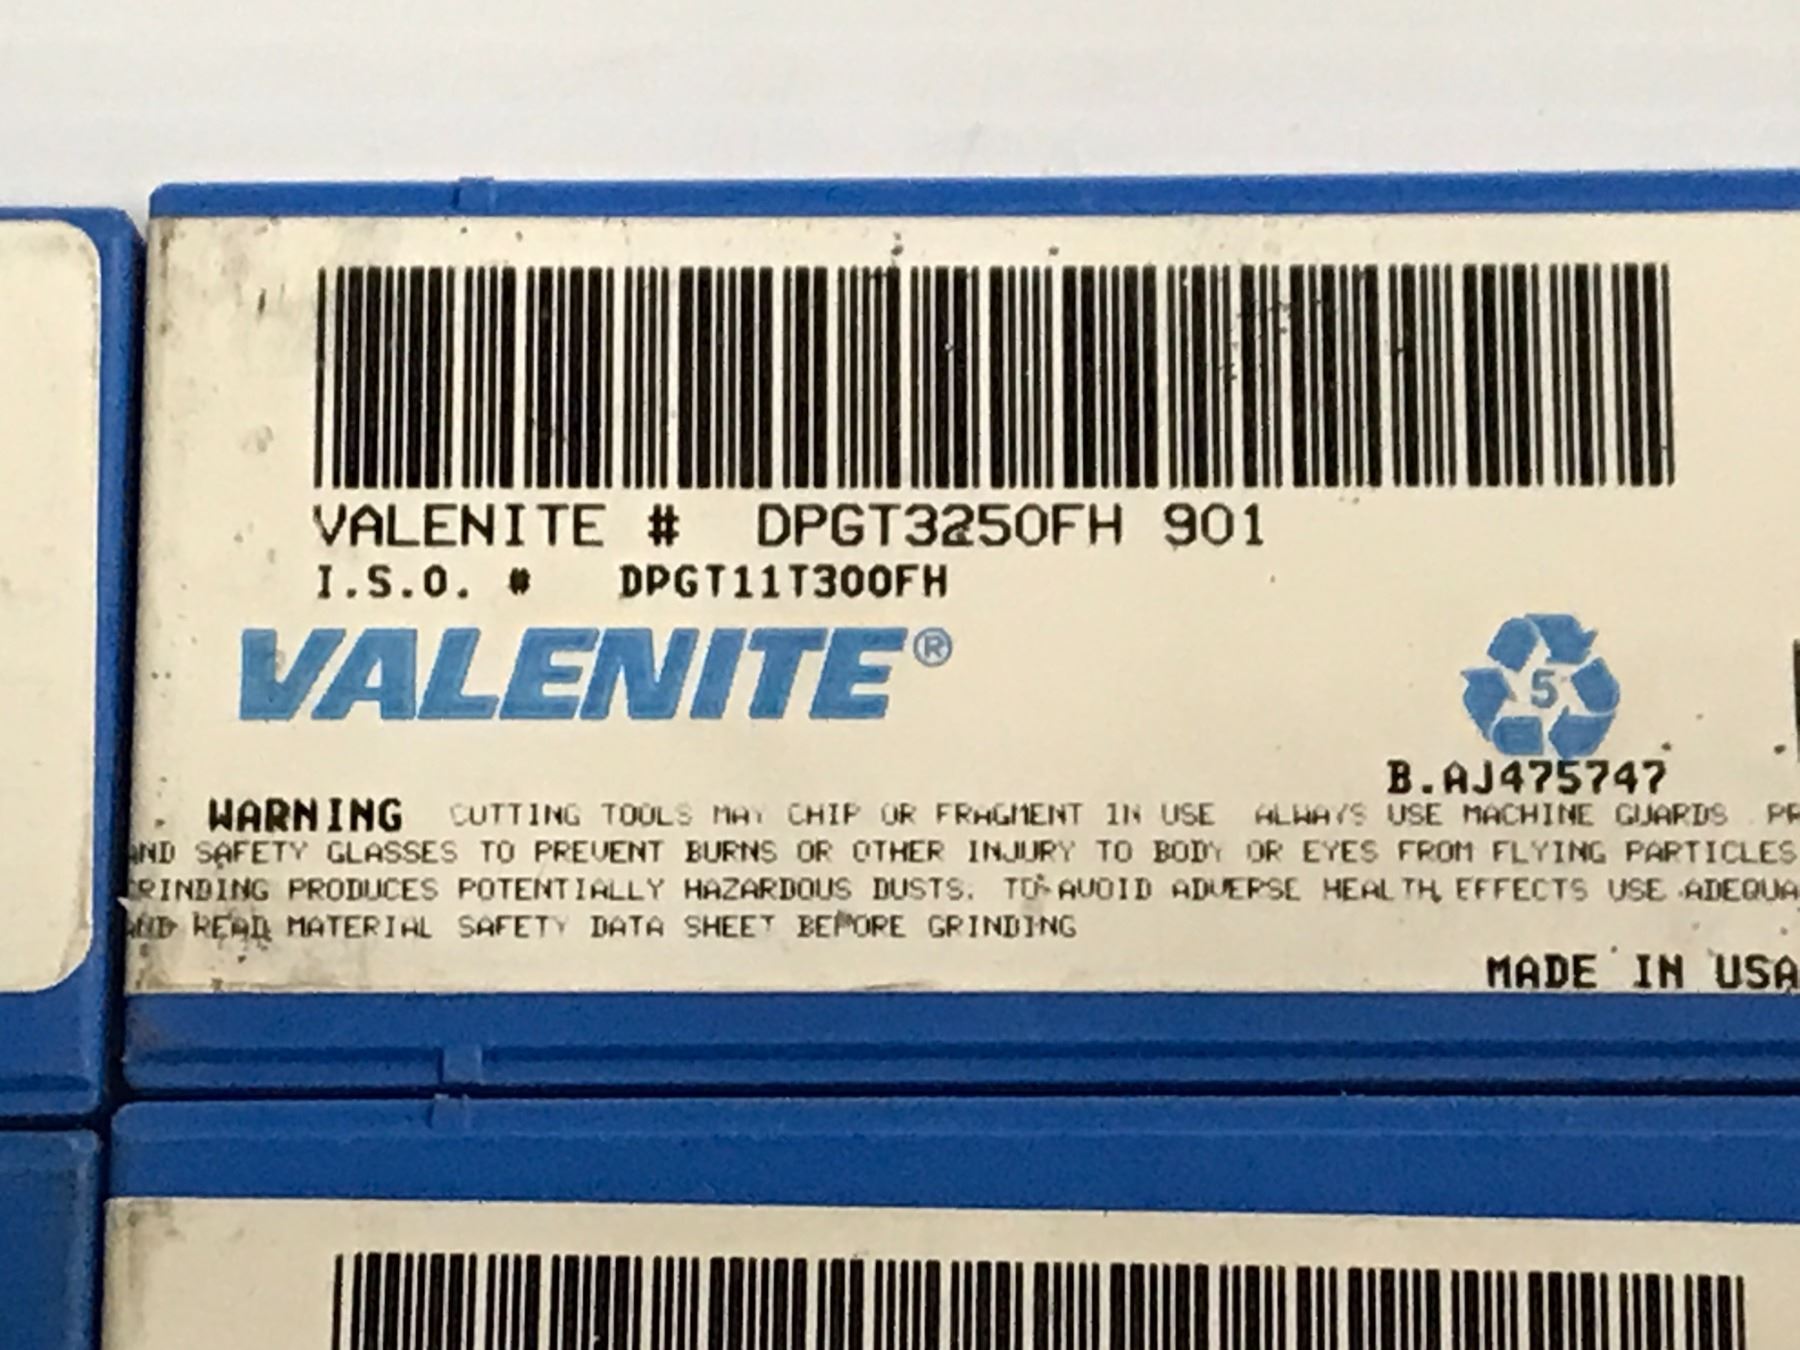 VALENITE # DPGT3250FH 901
I.S.O. # DPGT11T300FH
VALENITE®
5
B.AJ475747
WARNING CUTTING TOOLS MAY CHIP OR FRAGMENT IN USE ALWAYS USE MACHINE GUARDS PR
AND SAFETY GLASSES TO PREVENT BURNS OR OTHER INJURY TO BODY OR EYES FROM FLYING PARTICLES
GRINDING PRODUCES POTENTIALLY HAZARDOUS DUSTS. TO AVOID ADVERSE HEALTH EFFECTS USE ADEQUA
AND READ MATERIAL SAFETY DATA SHEET BEFORE GRINDING
MADE IN USA